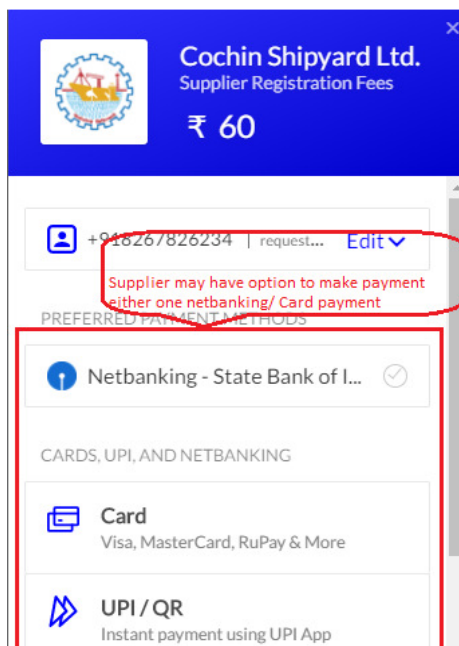 Cochin Shipyard Ltd.
Supplier Registration Fees
₹ 60
+918267826234 | request... Edit
Supplier may have option to make payment
either one netbanking/ Card payment
PREFERRED PAYMENT METHODS
Netbanking - State Bank of I...
CARDS, UPI, AND NETBANKING
Card
Visa, MasterCard, RuPay & More
UPI / QR
Instant payment using UPI App